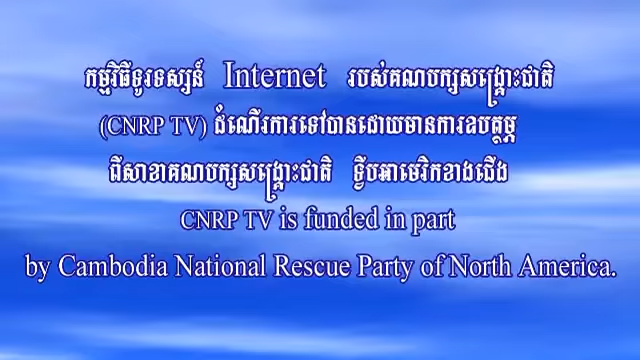 កម្មវិធីទូរទស្សន៍ Internet របស់គណបក្សសង្គ្រោះជាតិ
(CNRP TV) ដំណើរការទៅបានដោយមានការឧបត្ថម្ភ
ពីសាខាគណបក្សសង្គ្រោះជាតិ ទ្វីបអាមេរិកខាងជើង
CNRP TV is funded in part
by Cambodia National Rescue Party of North America.